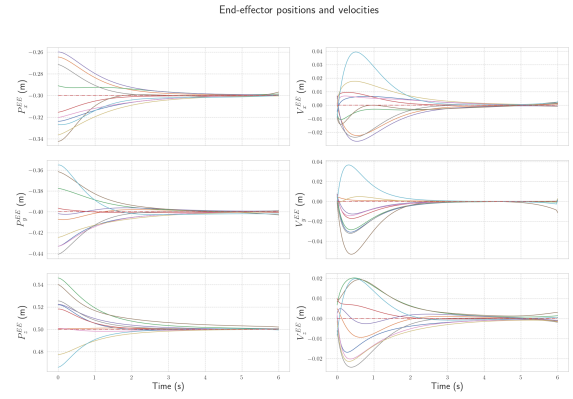 End-effector positions and velocities
−0.26
−0.28
−0.30
−0.32
−0.34
P_x^{EE} (m)
0.04
0.02
0.01
0.00
−0.01
−0.02
V_x^{EE} (m)
−0.36
−0.38
−0.40
−0.42
−0.44
P_y^{EE} (m)
0.04
0.02
0.00
−0.02
−0.04
V_y^{EE} (m)
0.54
0.52
0.50
0.48
P_z^{EE} (m)
0.02
0.01
0.00
−0.01
−0.02
V_z^{EE} (m)
0 1 2 3 4 5 6
Time (s)
0 1 2 3 4 5 6
Time (s)